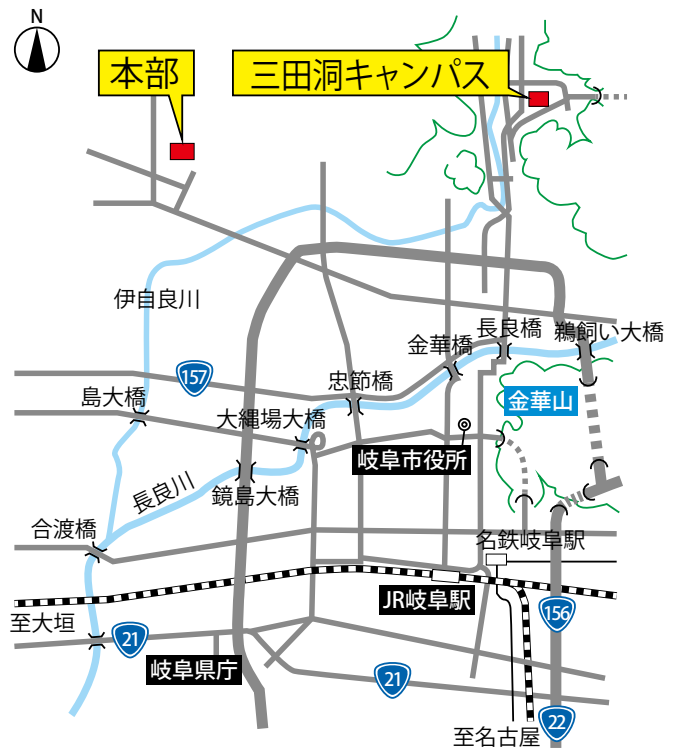 N
本部
三田洞キャンパス
伊自良川
長良橋
鵜飼い大橋
金華橋
157
忠節橋
島大橋
金華山
大縄場大橋
岐阜市役所
長良川
鏡島大橋
合渡橋
名鉄岐阜駅
JR岐阜駅
156
至大垣
21
岐阜県庁
21
22
至名古屋